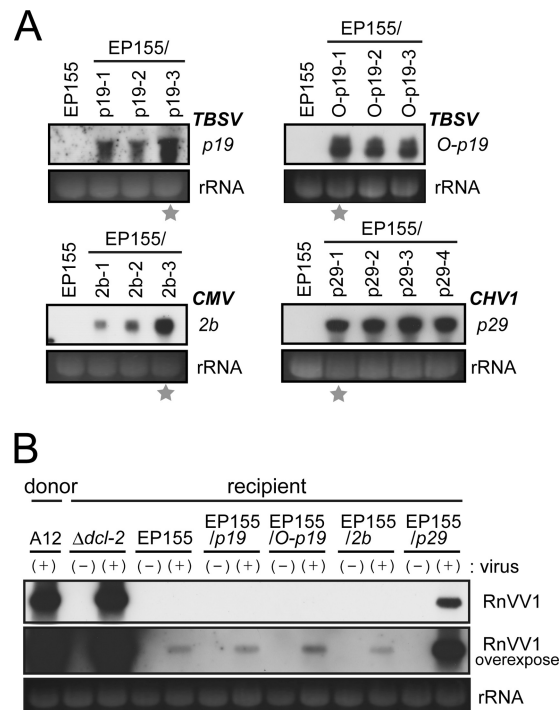 A
EP155/
EP155 p19-1 p19-2 p19-3
TBSV
p19
rRNA
EP155/
EP155 O-p19-1 O-p19-2 O-p19-3
TBSV
O-p19
rRNA
EP155/
EP155 2b-1 2b-2 2b-3
CMV
2b
rRNA
EP155/
EP155 p29-1 p29-2 p29-3 p29-4
CHV1
p29
rRNA
B
donor recipient
EP155 EP155 EP155 EP155
A12 Δdcl-2 EP155 /p19 /O-p19 /2b /p29
(+) (-) (+) (-) (+) (-) (+) (-) (+) (-) (+) (-) (+) : virus
RnVV1
RnVV1
overexpose
rRNA